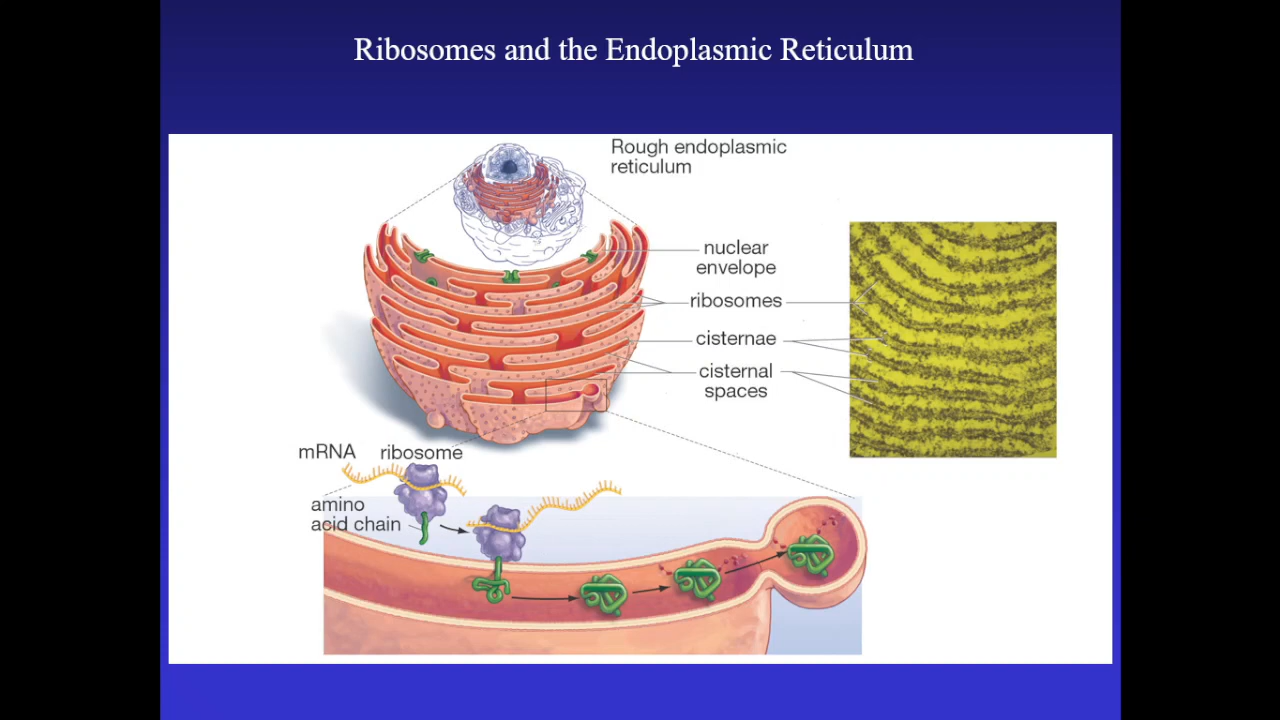 Ribosomes and the Endoplasmic Reticulum
Rough endoplasmic
reticulum
nuclear
envelope
ribosomes
cisternae
cisternal
spaces
mRNA
ribosome
amino
acid chain